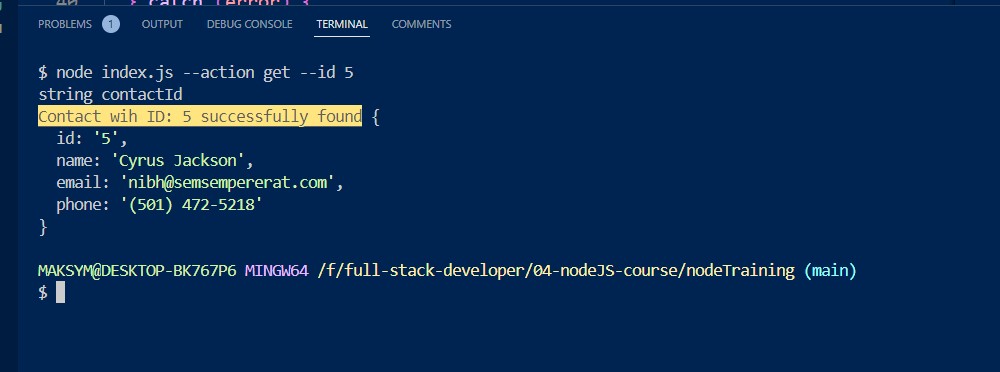 40 } catch (error) {
PROBLEMS 1 OUTPUT DEBUG CONSOLE TERMINAL COMMENTS
$ node index.js --action get --id 5
string contactId
Contact wih ID: 5 successfully found {
  id: '5',
  name: 'Cyrus Jackson',
  email: 'nibh@semsempererat.com',
  phone: '(501) 472-5218'
}
MAKSYM@DESKTOP-BK767P6 MINGW64 /f/full-stack-developer/04-nodeJS-course/nodeTraining (main)
$